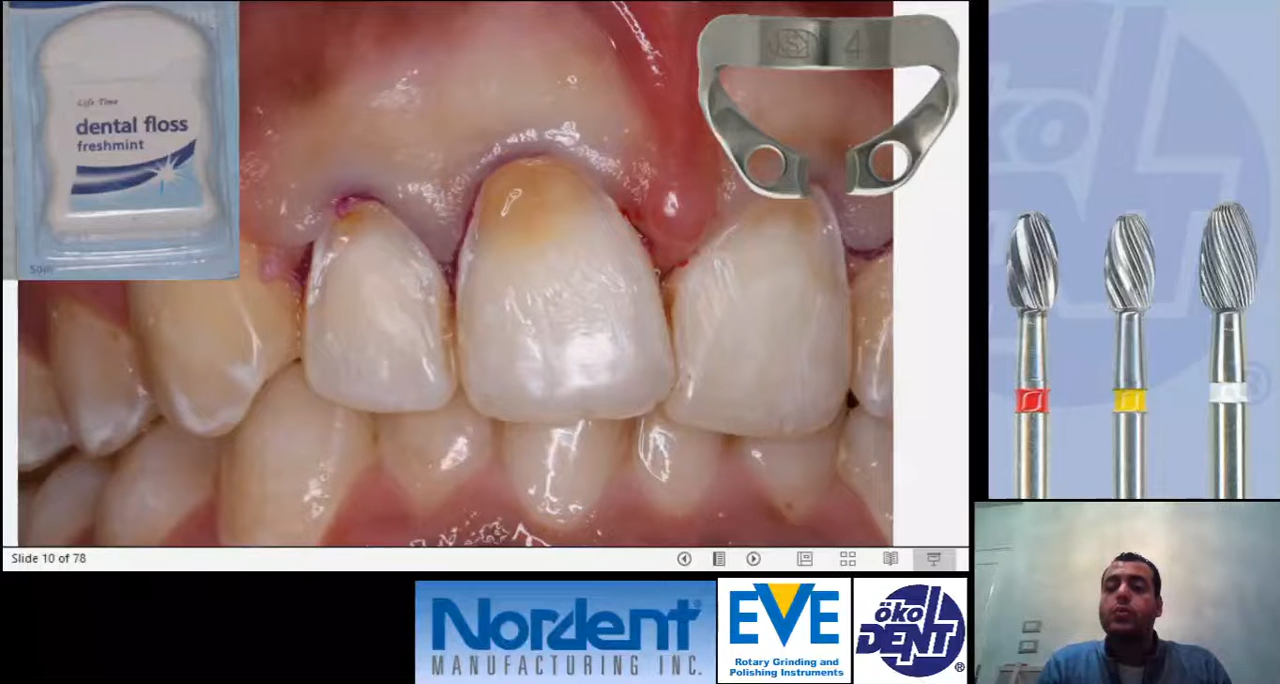 Life Time
dental floss
freshmint
4
Slide 10 of 78
Nordent®
MANUFACTURING INC.
EVE
Rotary Grinding and
Polishing Instruments
öko
DENT®